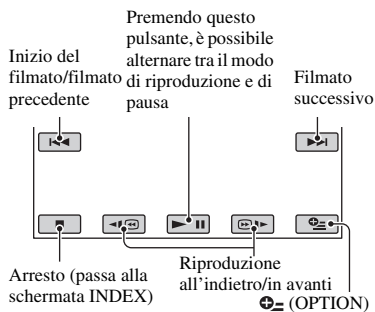 Premendo questo
pulsante, è possibile
alternare tra il modo
di riproduzione e di
pausa
Inizio del
filmato/filmato
precedente
Filmato
successivo
Arresto (passa alla
schermata INDEX)
Riproduzione
all'indietro/in avanti
(OPTION)